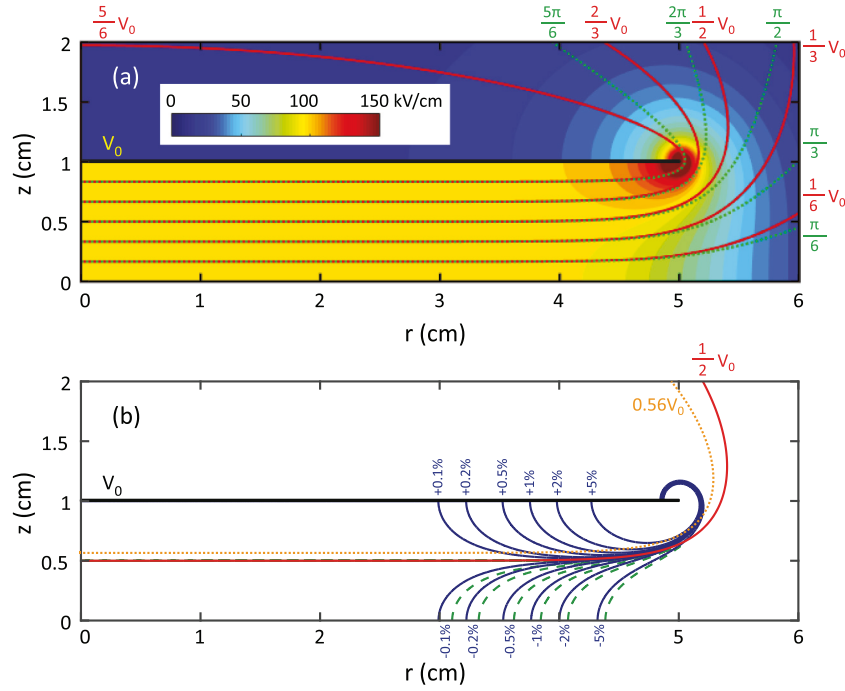 5/6 V₀ 5π/6 2/3 V₀ 2π/3 1/2 V₀ π/2
2 1/3 V₀
(a)
0 50 100 150 kV/cm
1.5
V₀
1 π/3
z (cm)
1/6 V₀
0.5
π/6
0
0 1 2 3 4 5 6
r (cm)
1/2 V₀
2
0.56V₀
(b)
1.5
+0.1% +0.2% +0.5% +1% +2% +5%
V₀
1
z (cm)
0.5
0
-0.1% -0.2% -0.5% -1% -2% -5%
0 1 2 3 4 5 6
r (cm)